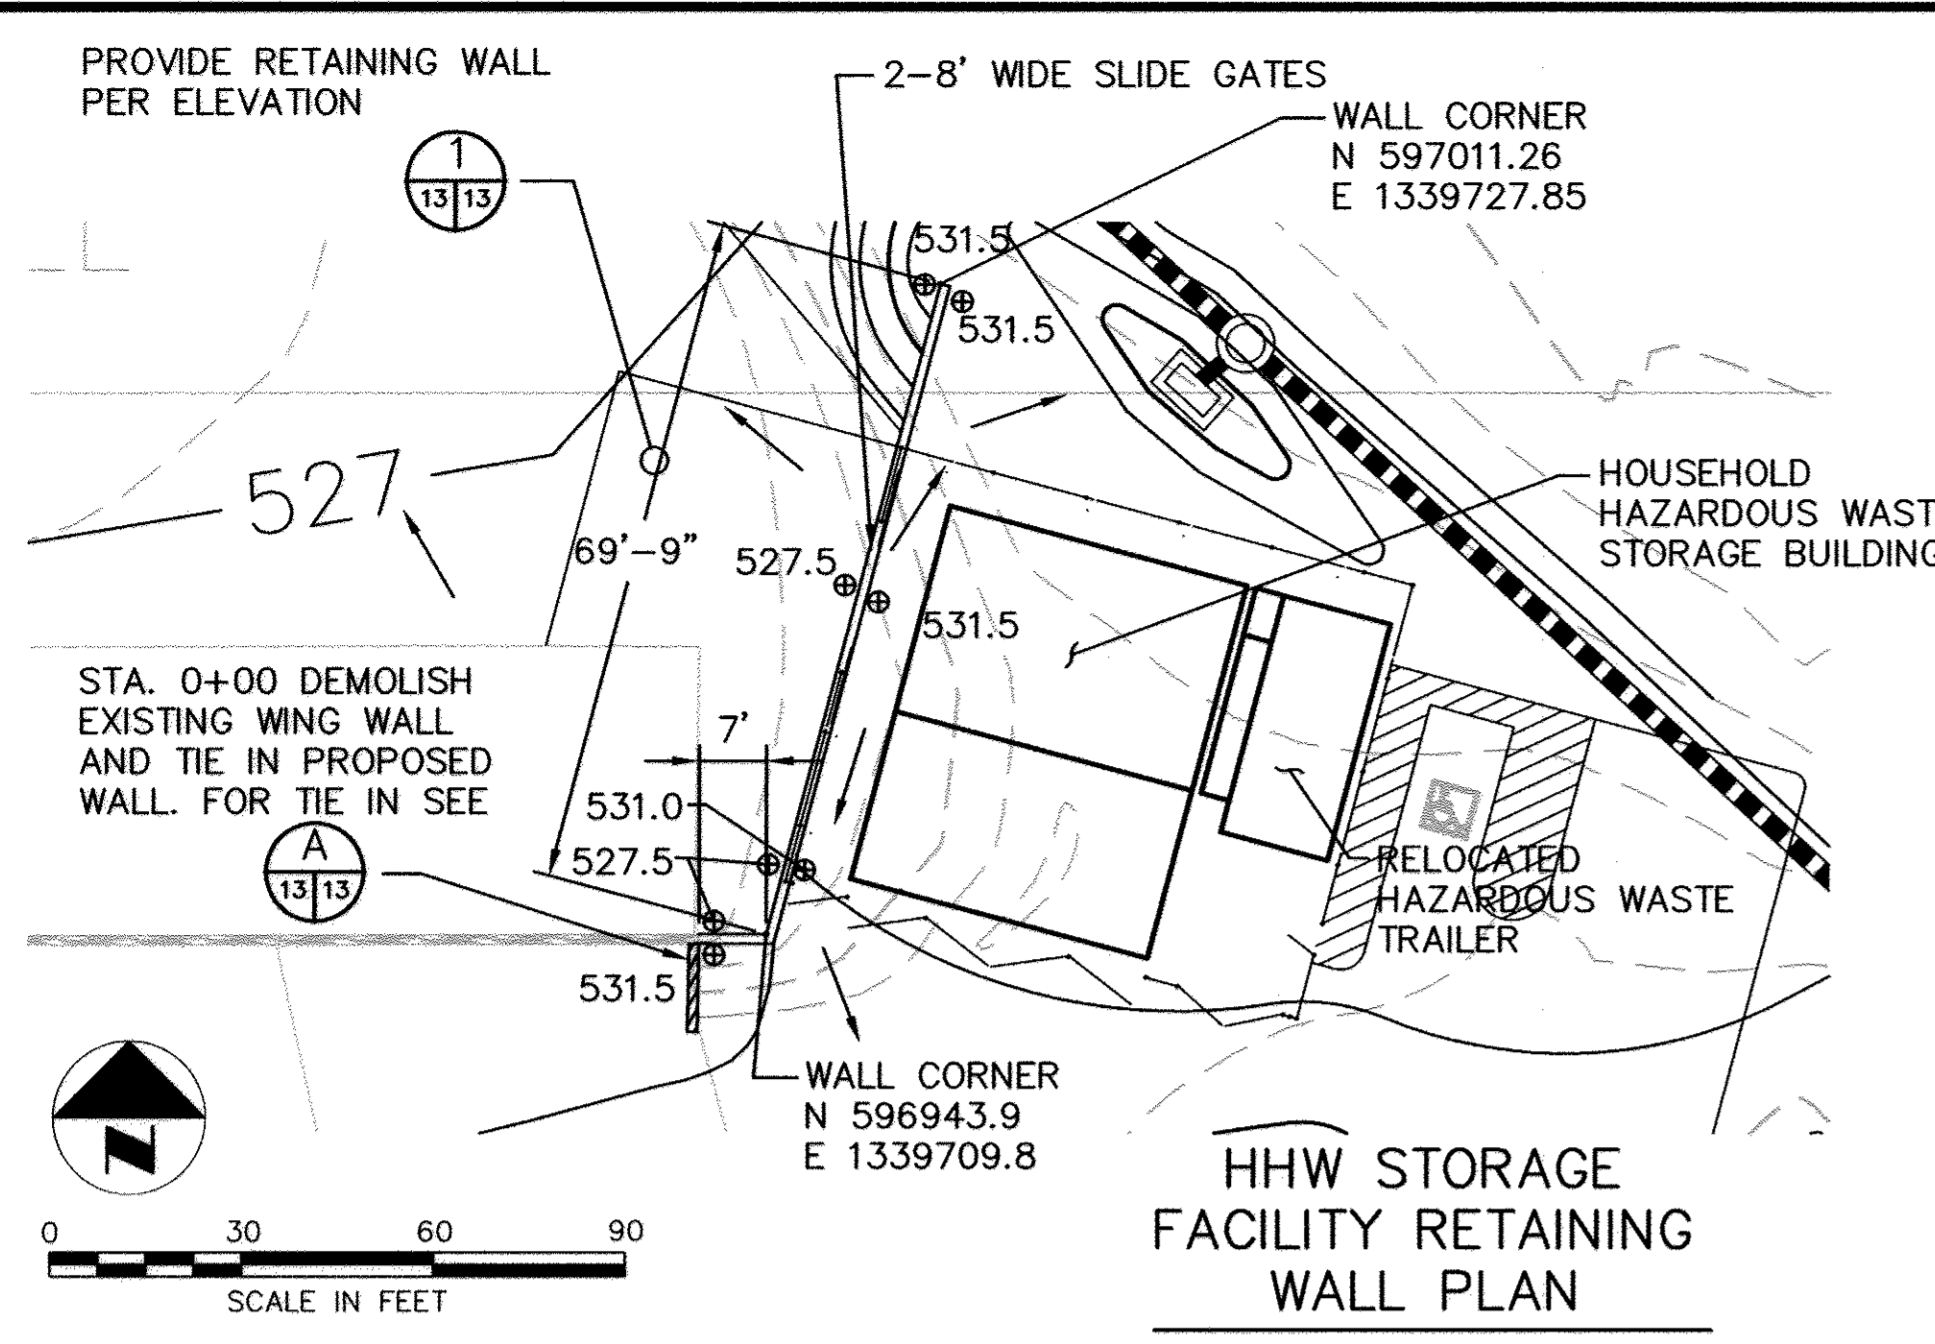 PROVIDE RETAINING WALL
PER ELEVATION
1
13 13
2-8' WIDE SLIDE GATES
WALL CORNER
N 597011.26
E 1339727.85
531.5
531.5
527
69'-9"
527.5
531.5
HOUSEHOLD
HAZARDOUS WAST
STORAGE BUILDING
STA. 0+00 DEMOLISH
EXISTING WING WALL
AND TIE IN PROPOSED
WALL. FOR TIE IN SEE
A
13 13
7'
531.0
527.5
531.5
RELOCATED
HAZARDOUS WASTE
TRAILER
WALL CORNER
N 596943.9
E 1339709.8
N
0 30 60 90
SCALE IN FEET
HHW STORAGE
FACILITY RETAINING
WALL PLAN